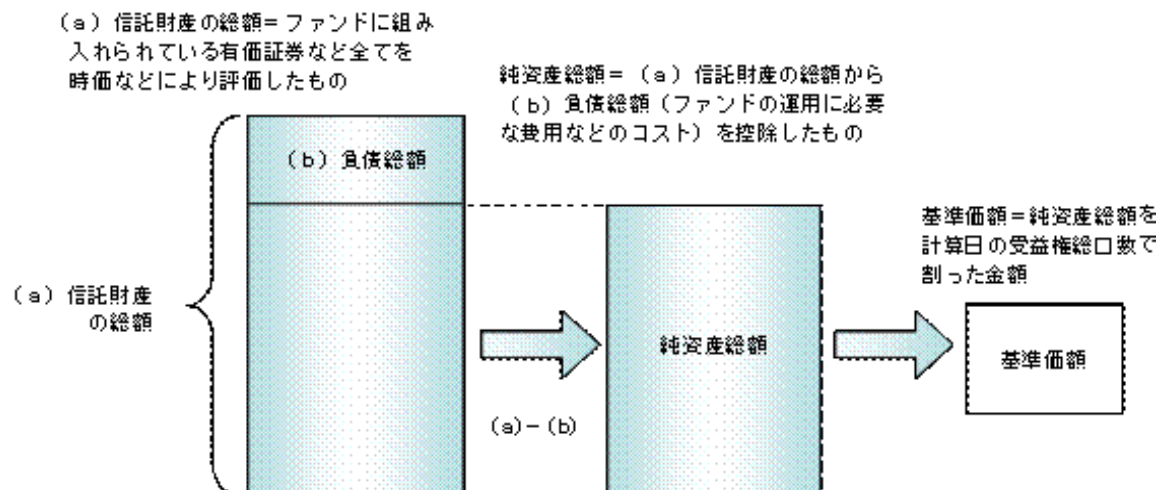 (a) 信託財産の総額=ファンドに組み
入れられている有価証券など全てを
時価などにより評価したもの
純資産総額=(a)信託財産の総額から
(b)負債総額(ファンドの運用に必要
な費用などのコスト)を控除したもの
(b)負債総額
基準価額=純資産総額を
計算日の受益権総口数で
割った金額
(a)信託財産
の総額
純資産総額
基準価額
(a)-(b)